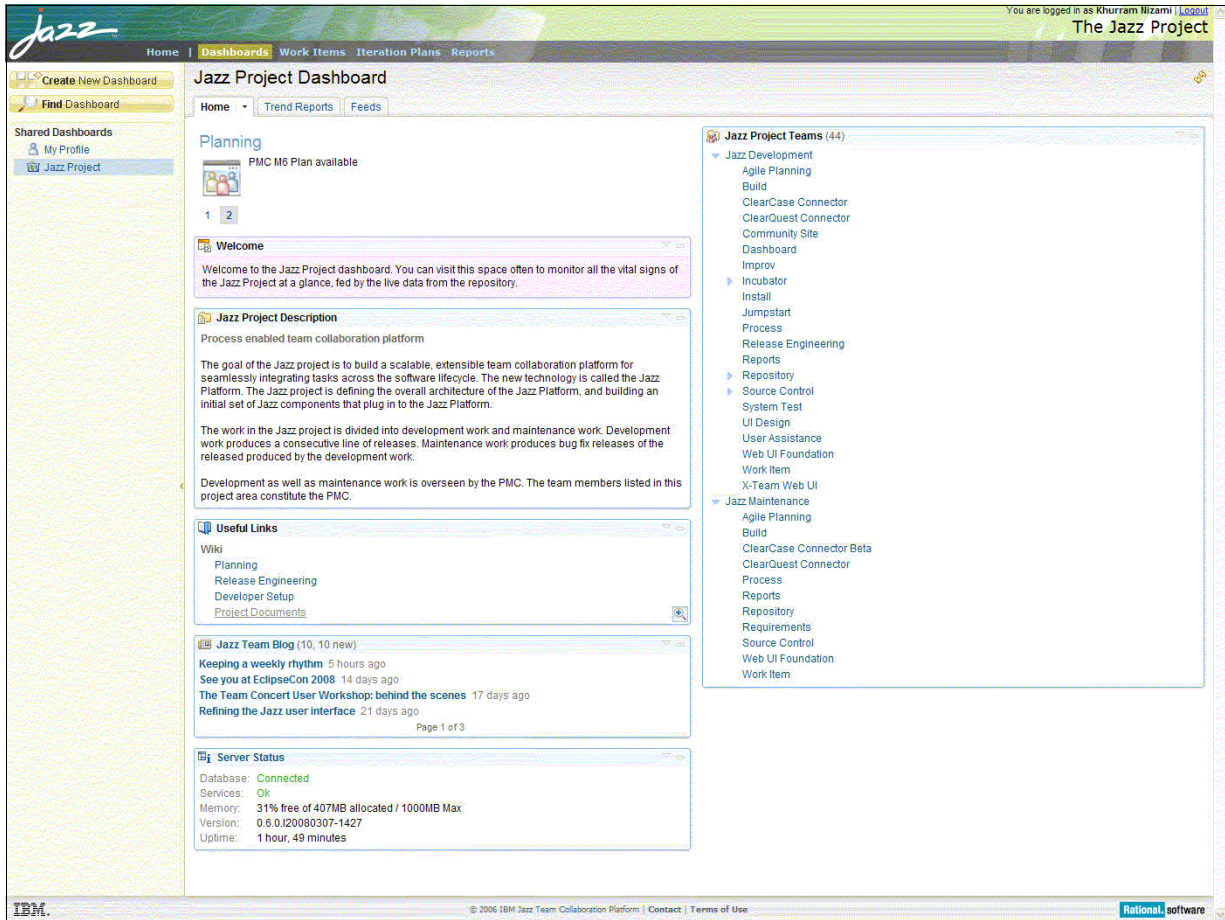 You are logged in as Khurram Nizami | Logout
jazz
The Jazz Project
Home | Dashboards Work Items Iteration Plans Reports
Create New Dashboard
Find Dashboard
Shared Dashboards
My Profile
Jazz Project
Jazz Project Dashboard
Home Trend Reports Feeds
Planning
PMC M6 Plan available
1 2
Welcome
Welcome to the Jazz Project dashboard. You can visit this space often to monitor all the vital signs of
the Jazz Project at a glance, fed by the live data from the repository.
Jazz Project Description
Process enabled team collaboration platform
The goal of the Jazz project is to build a scalable, extensible team collaboration platform for
seamlessly integrating tasks across the software lifecycle. The new technology is called the Jazz
Platform. The Jazz project is defining the overall architecture of the Jazz Platform, and building an
initial set of Jazz components that plug in to the Jazz Platform.
The work in the Jazz project is divided into development work and maintenance work. Development
work produces a consecutive line of releases. Maintenance work produces bug fix releases of the
released produced by the development work.
Development as well as maintenance work is overseen by the PMC. The team members listed in this
project area constitute the PMC.
Useful Links
Wiki
Planning
Release Engineering
Developer Setup
Project Documents
Jazz Team Blog (10, 10 new)
Keeping a weekly rhythm 5 hours ago
See you at EclipseCon 2008 14 days ago
The Team Concert User Workshop: behind the scenes 17 days ago
Refining the Jazz user interface 21 days ago
Page 1 of 3
Server Status
Database: Connected
Services: Ok
Memory: 31% free of 407MB allocated / 1000MB Max
Version: 0.6.0.I20080307-1427
Uptime: 1 hour, 49 minutes
Jazz Project Teams (44)
Jazz Development
Agile Planning
Build
ClearCase Connector
ClearQuest Connector
Community Site
Dashboard
Improv
Incubator
Install
Jumpstart
Process
Release Engineering
Reports
Repository
Source Control
System Test
UI Design
User Assistance
Web UI Foundation
Work Item
X-Team Web UI
Jazz Maintenance
Agile Planning
Build
ClearCase Connector Beta
ClearQuest Connector
Process
Reports
Repository
Requirements
Source Control
Web UI Foundation
Work Item
IBM.
© 2006 IBM Jazz Team Collaboration Platform | Contact | Terms of Use
Rational. software